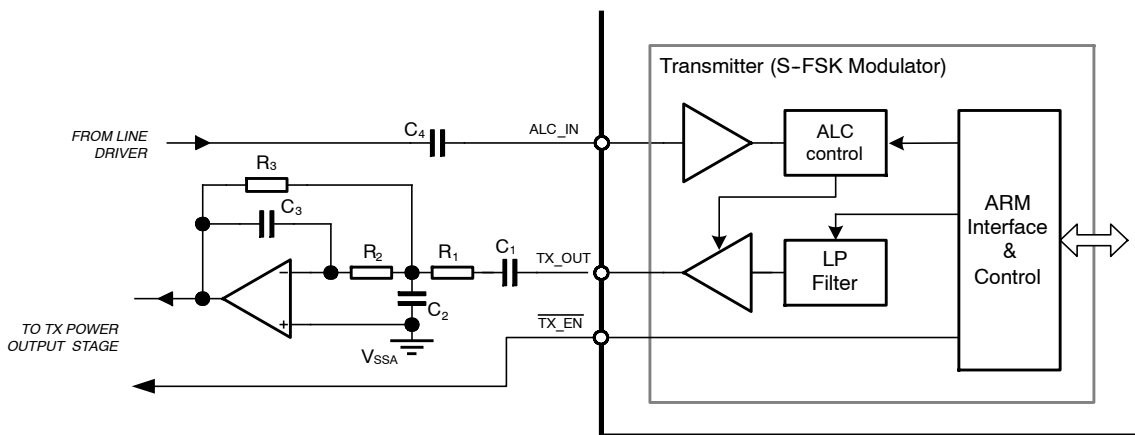 Transmitter (S-FSK Modulator)
FROM LINE
DRIVER
C4
ALC_IN
ALC
control
R3
C3
ARM
Interface
&
Control
R2
R1
C1
TX_OUT
LP
Filter
C2
TO TX POWER
OUTPUT STAGE
VSSA
TX_EN